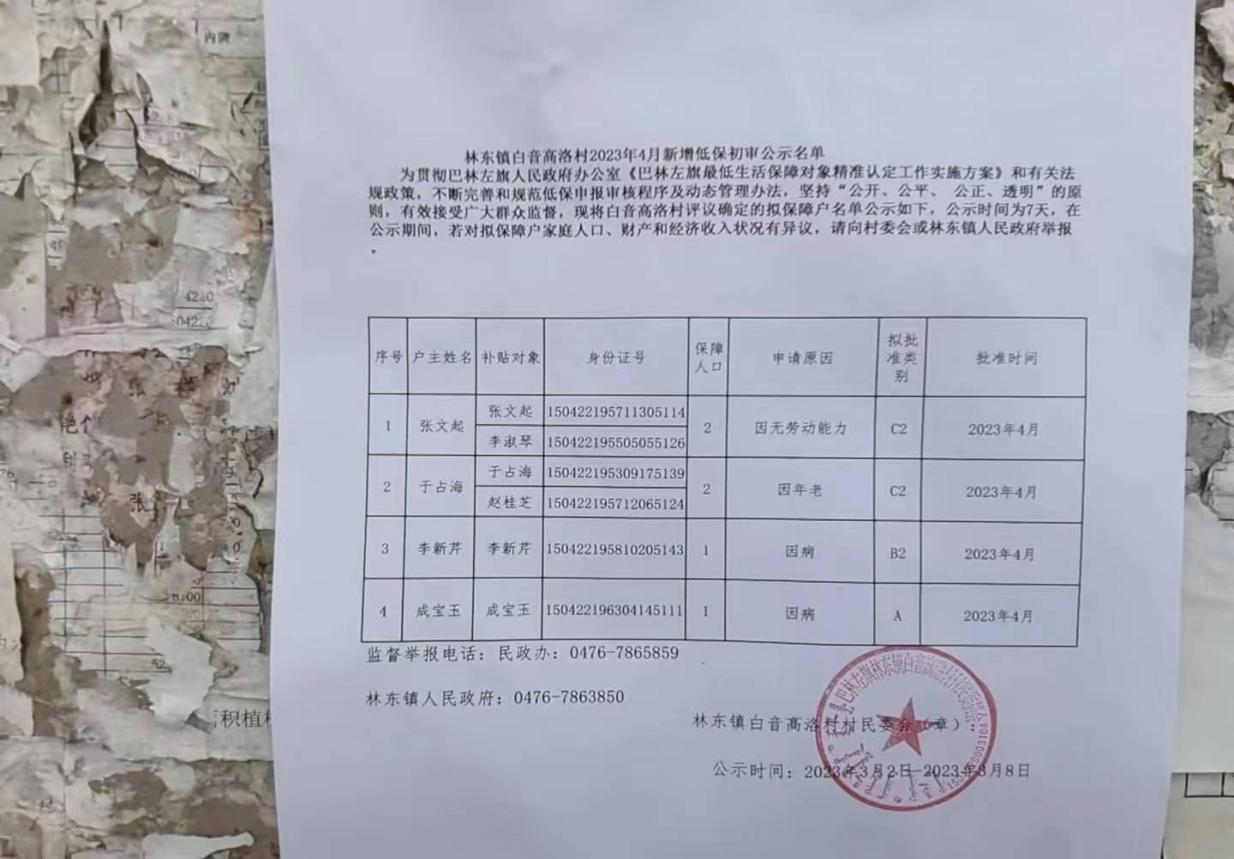 林东镇白音高洛村2023年4月新增低保初审公示名单
为贯彻巴林左旗人民政府办公室《巴林左旗最低生活保障对象精准认定工作实施方案》和有关法
规政策，不断完善和规范低保申报审核程序及动态管理办法，坚持“公开、公平、 公正、透明”的原
则，有效接受广大群众监督，现将白音高洛村评议确定的拟保障户名单公示如下，公示时间为7天，在
公示期间，若对拟保障户家庭人口、财产和经济收入状况有异议，请向村委会或林东镇人民政府举报
。
序号 户主姓名 补贴对象 身份证号 保障人口 申请原因 拟批准类别 批准时间
1 张文起 张文起 150422195711305114 2 因无劳动能力 C2 2023年4月
李淑琴 150422195505055126
2 于占海 于占海 150422195309175139 2 因年老 C2 2023年4月
赵桂芝 150422195712065124
3 李新芹 李新芹 150422195810205143 1 因病 B2 2023年4月
4 成宝玉 成宝玉 150422196304145111 1 因病 A 2023年4月
监督举报电话：民政办：0476-7865859
林东镇人民政府：0476-7863850
林东镇白音高洛村村民委会（章）：
公示时间：2023年3月2日-2023年3月8日